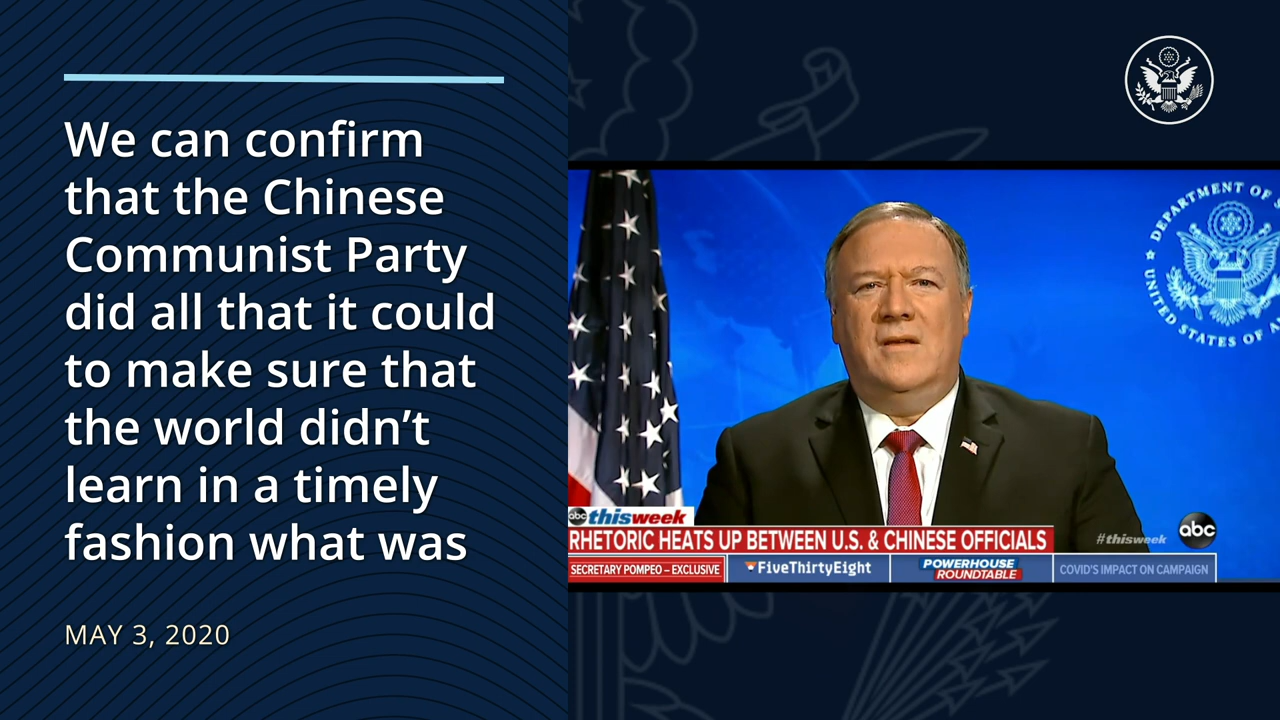 We can confirm
that the Chinese
Communist Party
did all that it could
to make sure that
the world didn’t
learn in a timely
fashion what was
MAY 3, 2020
DEPARTMENT OF
UNITED STATES OF
abc thisweek
RHETORIC HEATS UP BETWEEN U.S. & CHINESE OFFICIALS
#thisweek
abc
SECRETARY POMPEO – EXCLUSIVE
FiveThirtyEight
POWERHOUSE
ROUNDTABLE
COVID'S IMPACT ON CAMPAIGN